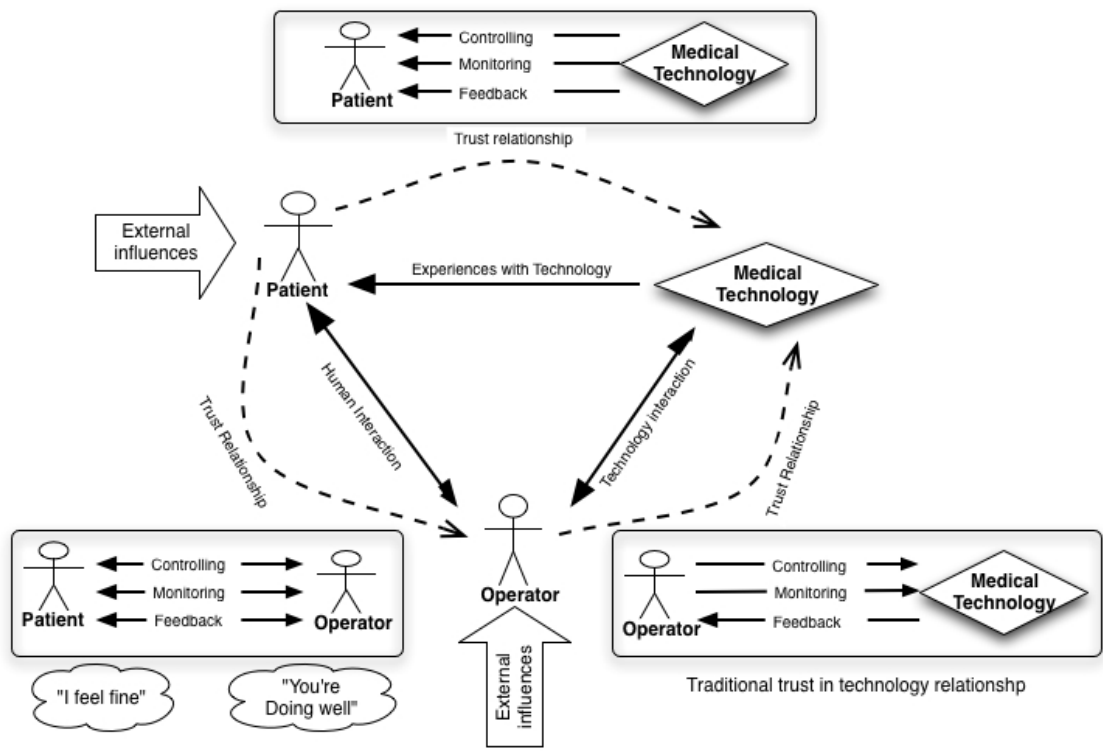 Controlling
Monitoring
Feedback
Patient
Medical
Technology
Trust relationship
External
influences
Patient
Experiences with Technology
Medical
Technology
Human Interaction
Technology interaction
Trust Relationship
Trust Relationship
Controlling
Monitoring
Feedback
Patient
Operator
Operator
Controlling
Monitoring
Feedback
Operator
Medical
Technology
"I feel fine"
"You're
Doing well"
External
influences
Traditional trust in technology relationshp